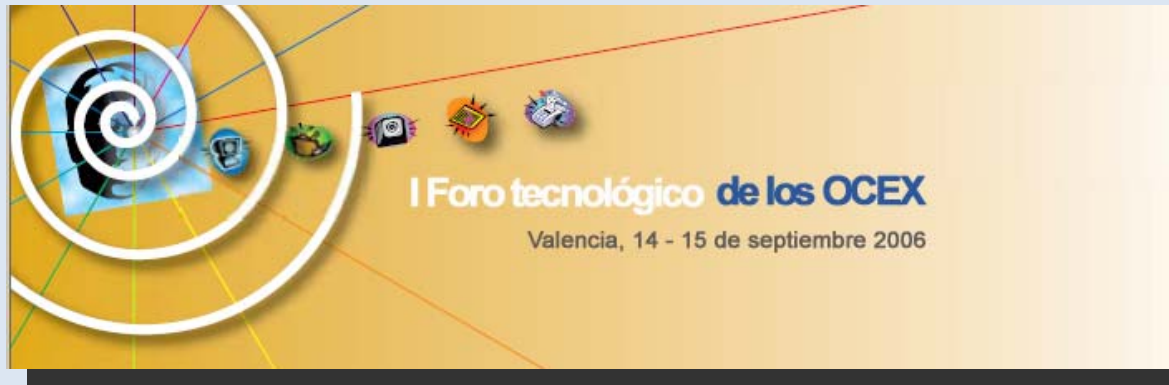 I Foro tecnológico de los OCEX
Valencia, 14 - 15 de septiembre 2006